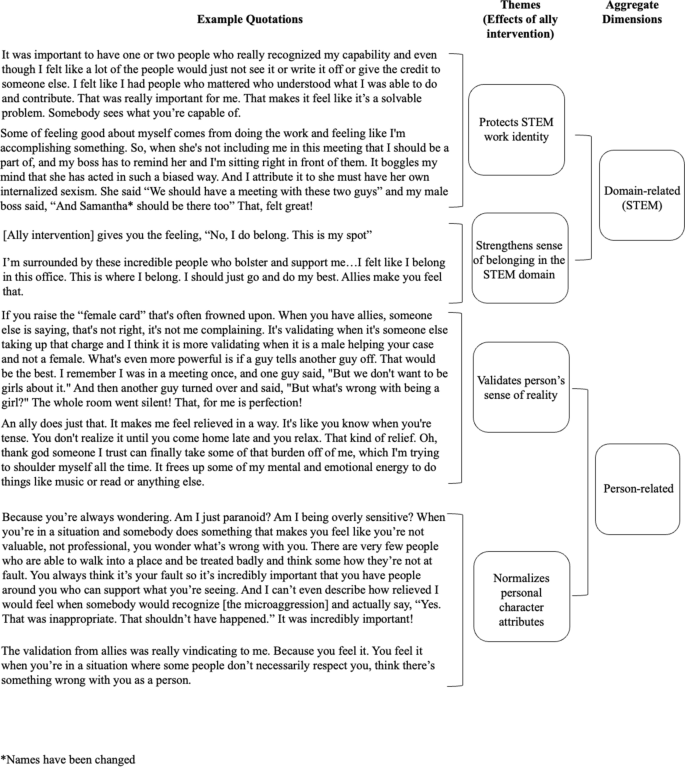 Example Quotations
Themes
(Effects of ally
intervention)
Aggregate
Dimensions
It was important to have one or two people who really recognized my capability and even
though I felt like a lot of the people would just not see it or write it off or give the credit to
someone else. I felt like I had people who mattered who understood what I was able to do
and contribute. That was really important for me. That makes it feel like it's a solvable
problem. Somebody sees what you're capable of.
Some of feeling good about myself comes from doing the work and feeling like I'm
accomplishing something. So, when she's not including me in this meeting that I should be a
part of, and my boss has to remind her and I'm sitting right in front of them. It boggles my
mind that she has acted in such a biased way. And I attribute it to she must have her own
internalized sexism. She said “We should have a meeting with these two guys” and my male
boss said, “And Samantha* should be there too” That, felt great!
Protects STEM
work identity
[Ally intervention] gives you the feeling, “No, I do belong. This is my spot”
I’m surrounded by these incredible people who bolster and support me…I felt like I belong
in this office. This is where I belong. I should just go and do my best. Allies make you feel
that.
Strengthens sense
of belonging in the
STEM domain
Domain-related
(STEM)
If you raise the “female card” that's often frowned upon. When you have allies, someone
else is saying, that's not right, it's not me complaining. It's validating when it's someone else
taking up that charge and I think it is more validating when it is a male helping your case
and not a female. What's even more powerful is if a guy tells another guy off. That would
be the best. I remember I was in a meeting once, and one guy said, "But we don't want to be
girls about it." And then another guy turned over and said, "But what's wrong with being a
girl?" The whole room went silent! That, for me is perfection!
An ally does just that. It makes me feel relieved in a way. It's like you know when you're
tense. You don't realize it until you come home late and you relax. That kind of relief. Oh,
thank god someone I trust can finally take some of that burden off of me, which I'm trying
to shoulder myself all the time. It frees up some of my mental and emotional energy to do
things like music or read or anything else.
Validates person’s
sense of reality
Person-related
Because you’re always wondering. Am I just paranoid? Am I being overly sensitive? When
you’re in a situation and somebody does something that makes you feel like you’re not
valuable, not professional, you wonder what’s wrong with you. There are very few people
who are able to walk into a place and be treated badly and think some how they’re not at
fault. You always think it’s your fault so it’s incredibly important that you have people
around you who can support what you’re seeing. And I can’t even describe how relieved I
would feel when somebody would recognize [the microaggression] and actually say, “Yes.
That was inappropriate. That shouldn’t have happened.” It was incredibly important!
The validation from allies was really vindicating to me. Because you feel it. You feel it
when you’re in a situation where some people don’t necessarily respect you, think there’s
something wrong with you as a person.
Normalizes
personal
character
attributes
*Names have been changed